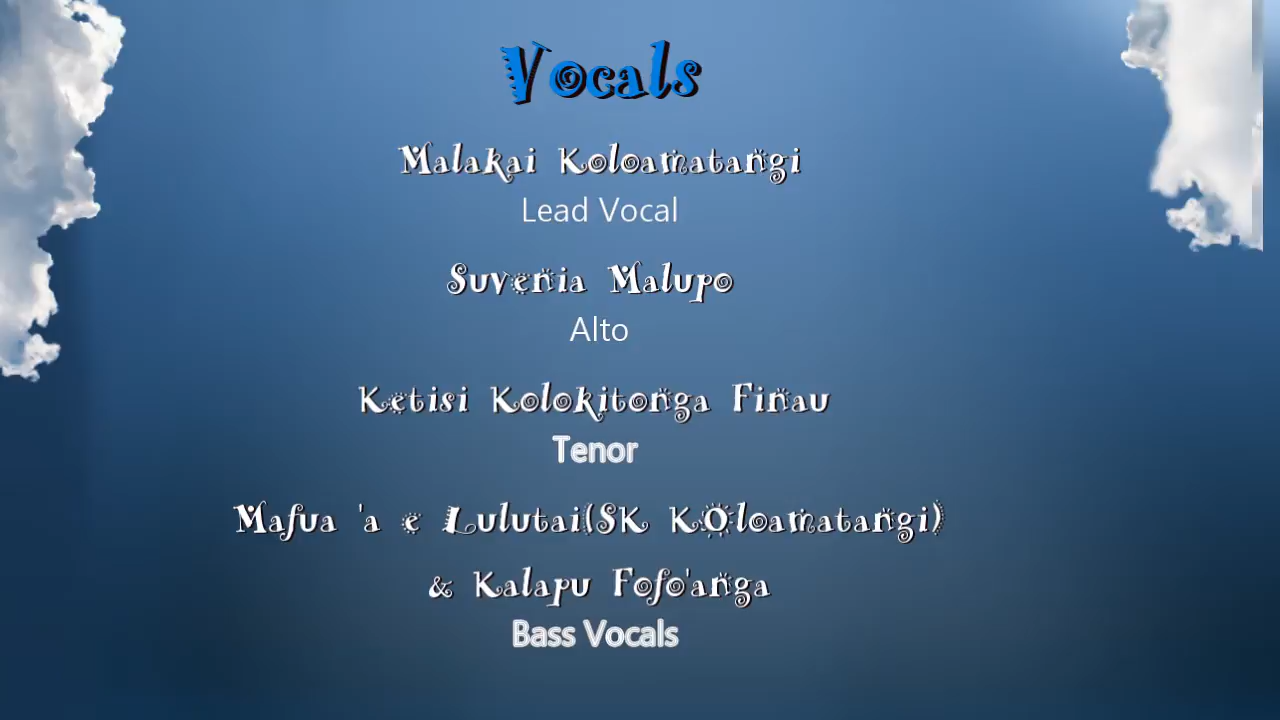 Vocals
Malakai Koloamatangi
Lead Vocal
Suvenia Malupo
Alto
Ketisi Kolokitonga Finau
Tenor
Mafua 'a e Lulutai(SK KOloamatangi)
& Kalapu Fofo'anga
Bass Vocals